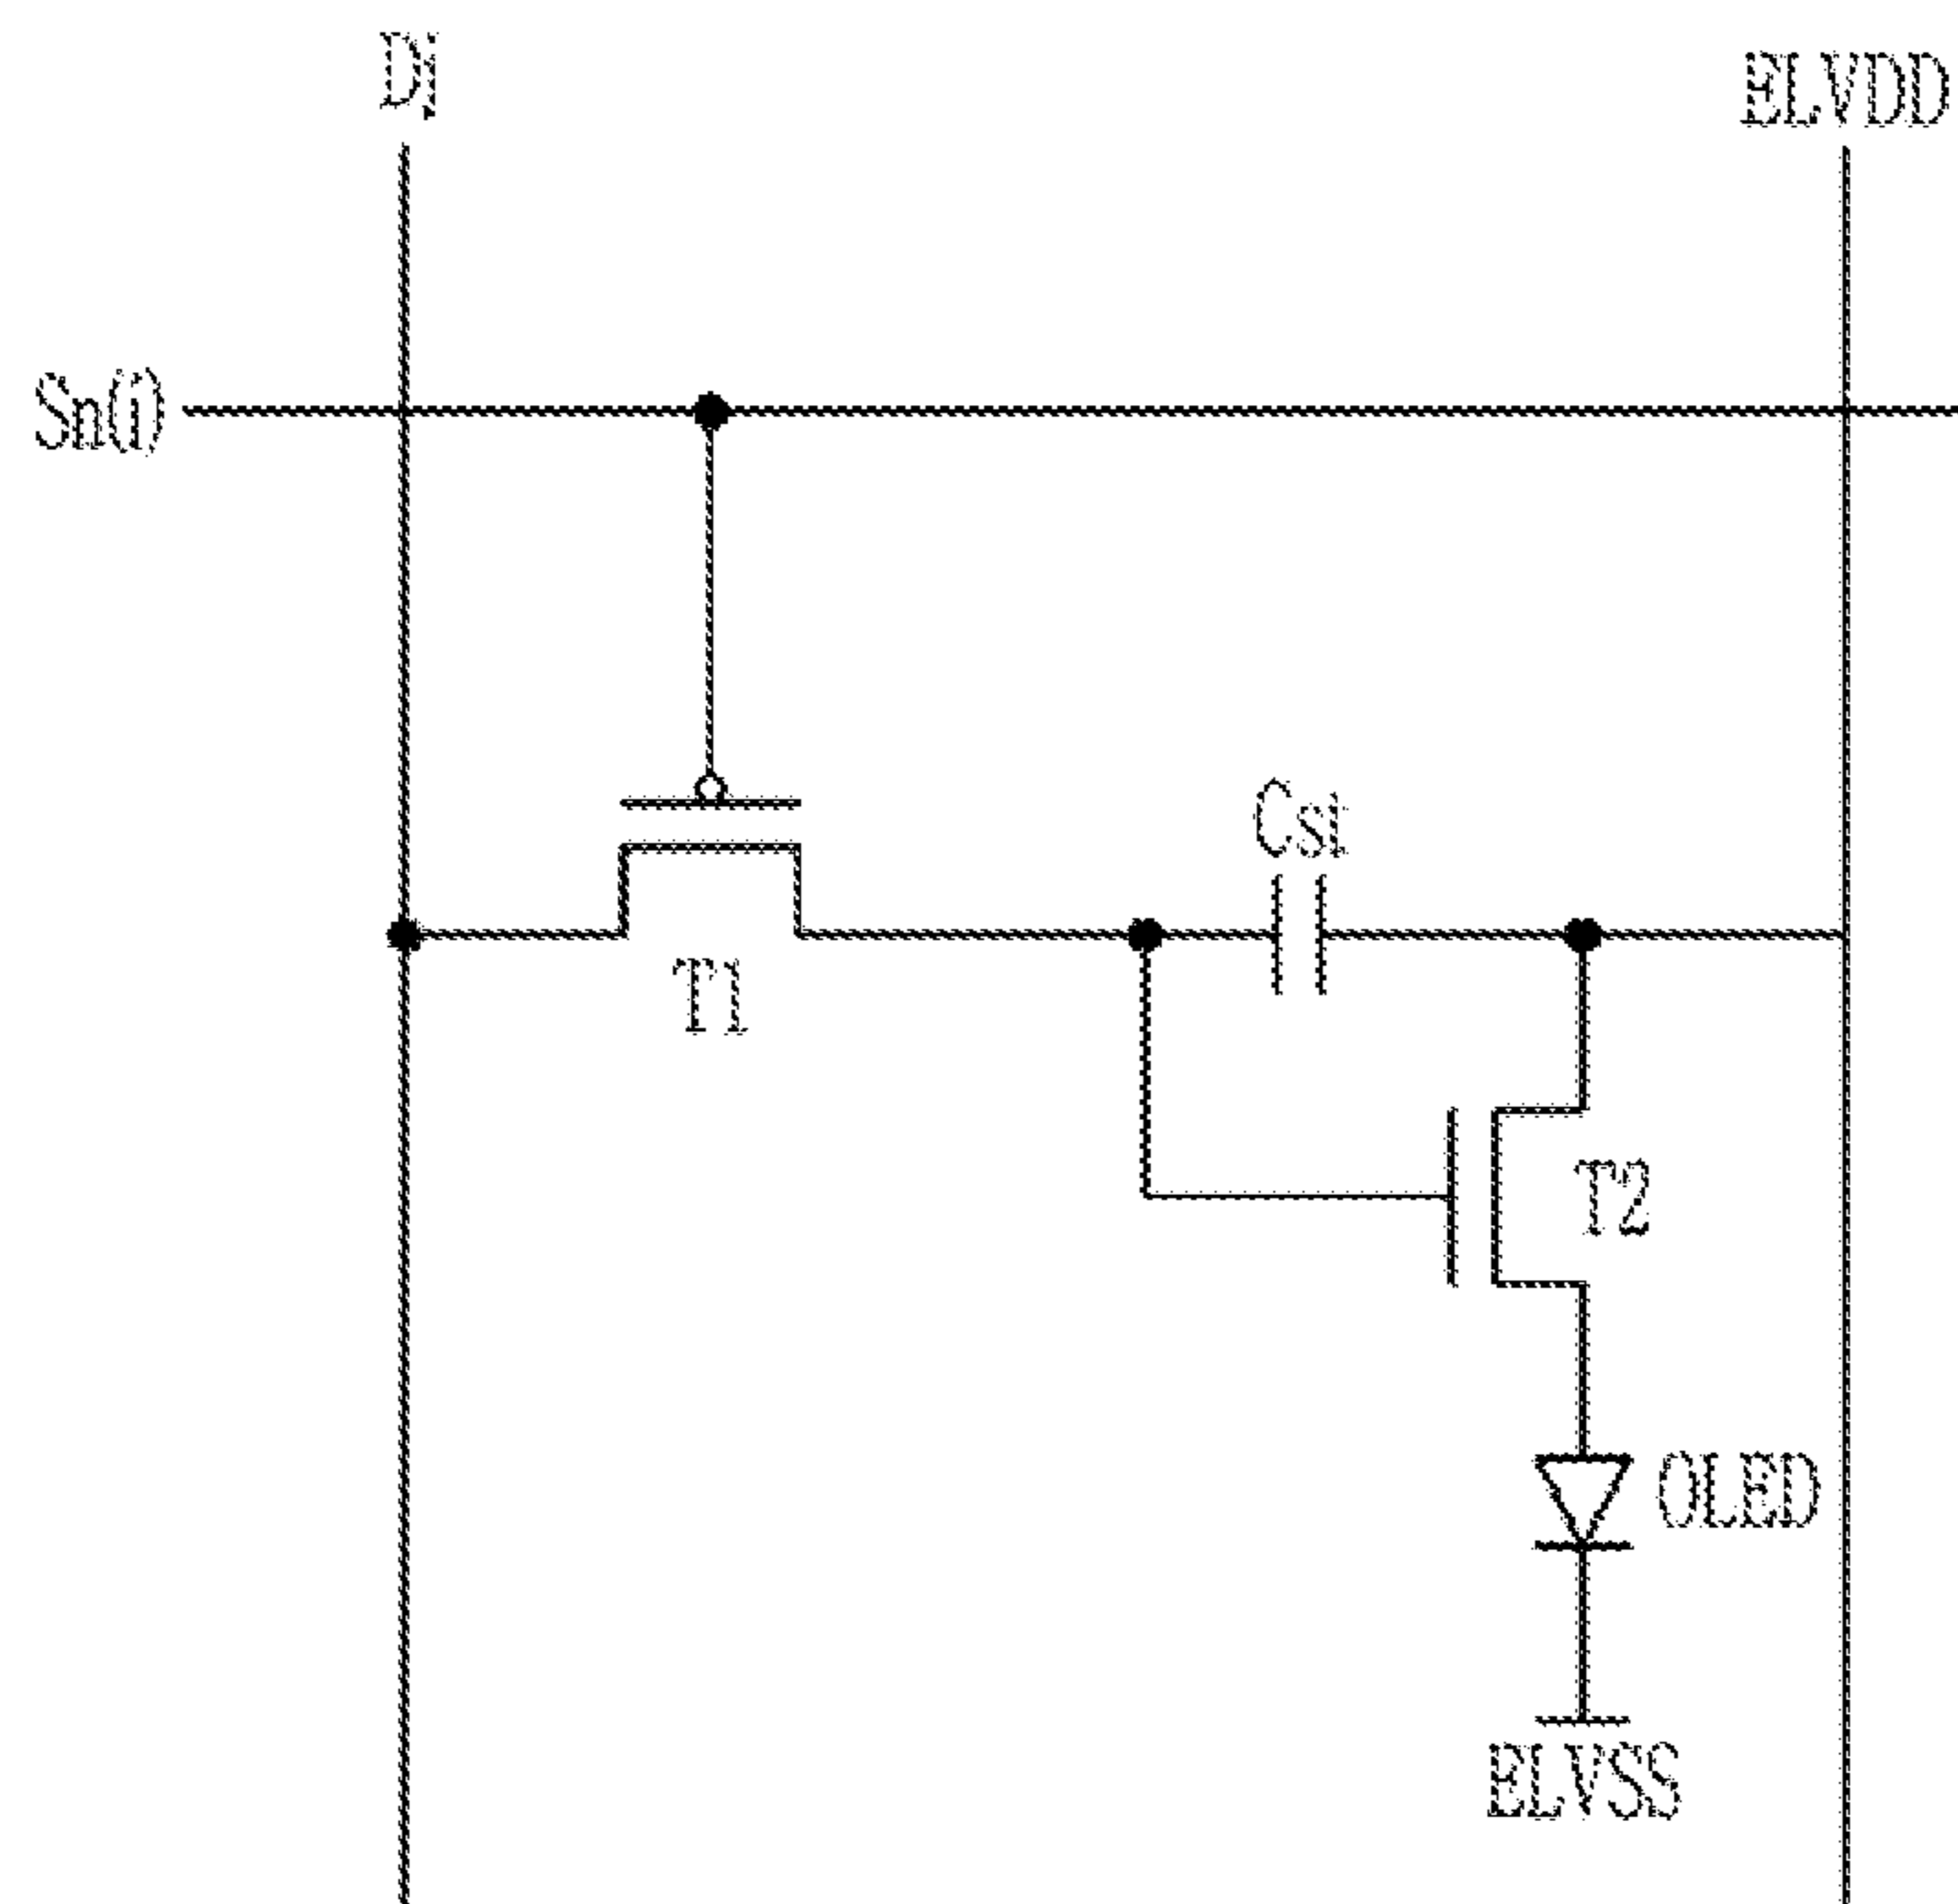 Dj
ELVDD
Sn(i)
Cst
T1
T2
OLED
ELVSS